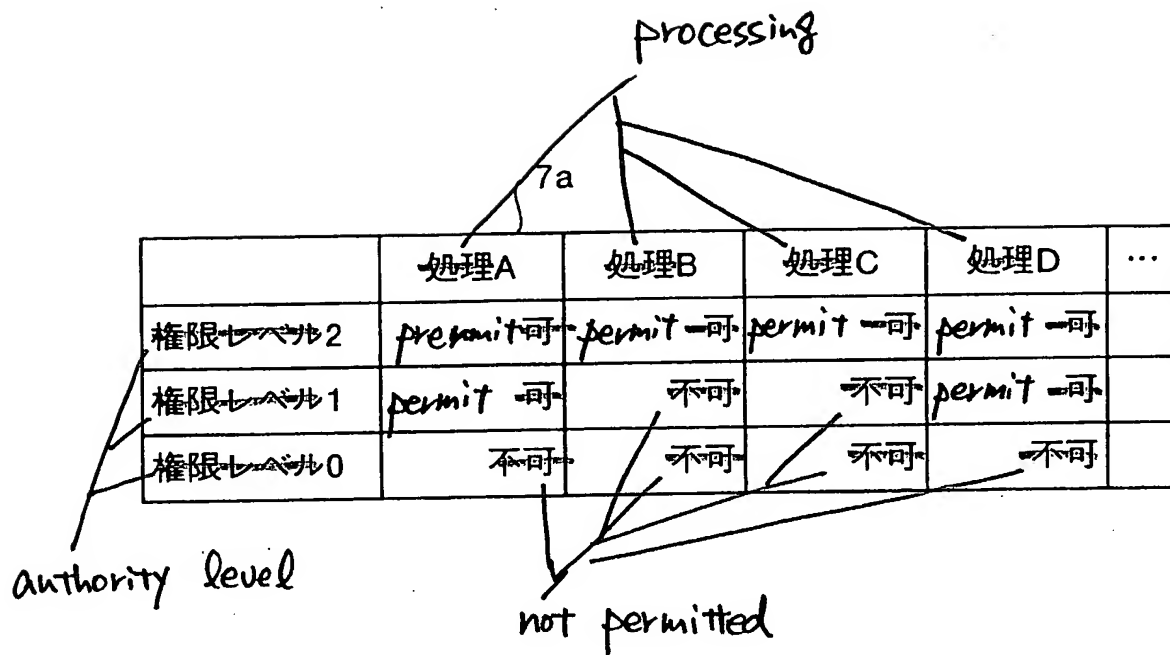 processing
7a
処理A 処理B 処理C 処理D ...
権限レベル2 premmit可 permit 可 permit 可 permit 可
権限レベル1 permit 可 不可 不可 permit 可
権限レベル0 不可 不可 不可 不可
authority level
not permitted